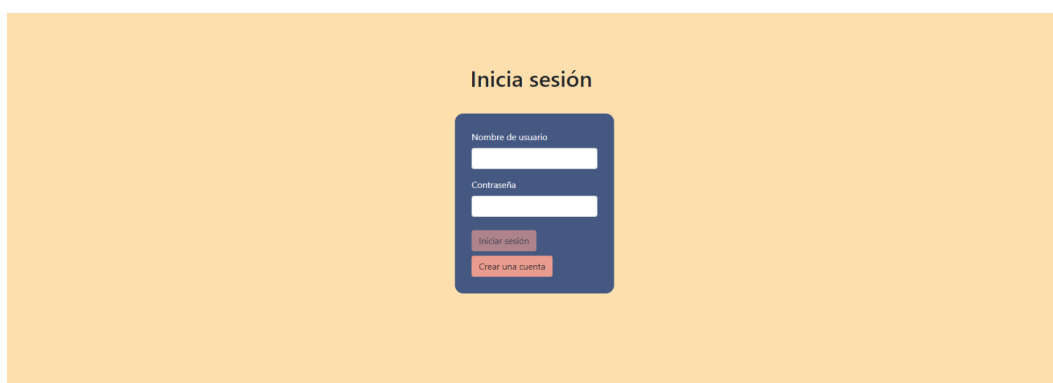 Inicia sesión
Nombre de usuario
Contraseña
Iniciar sesión
Crear una cuenta